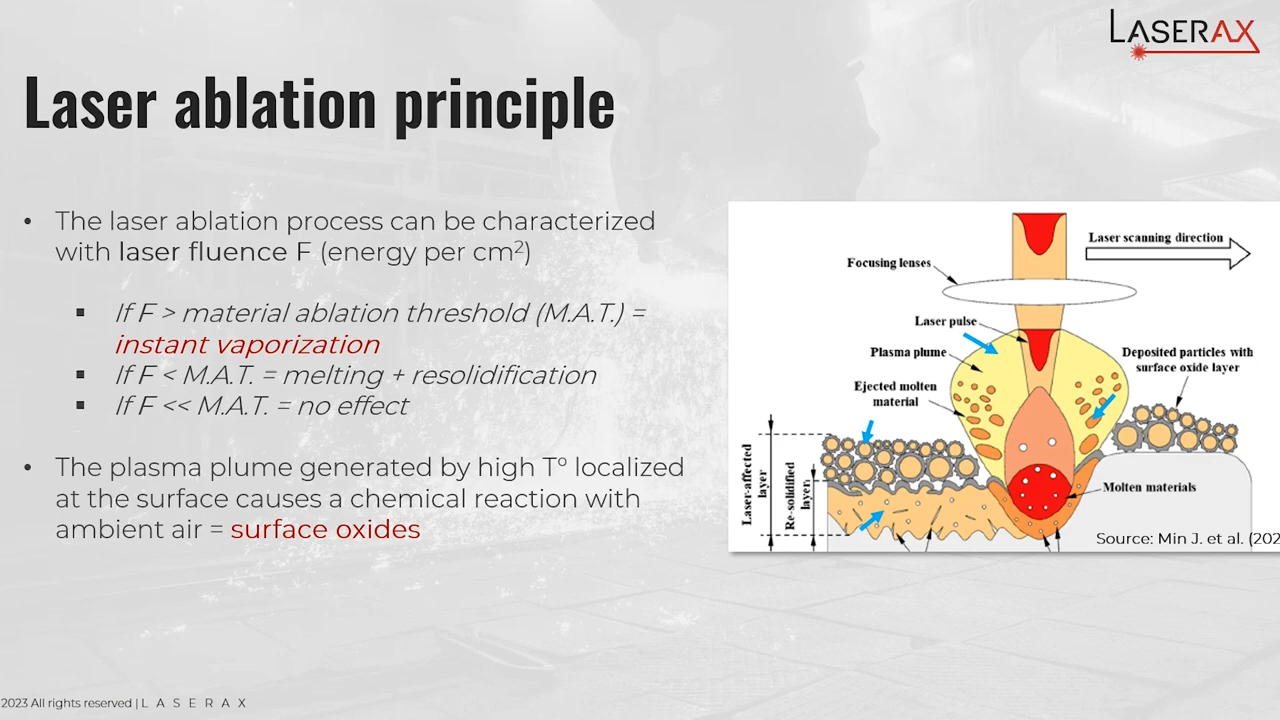 LASERAX
Laser ablation principle
• The laser ablation process can be characterized
with laser fluence F (energy per cm²)
▪ If F > material ablation threshold (M.A.T.) =
instant vaporization
▪ If F < M.A.T. = melting + resolidification
▪ If F << M.A.T. = no effect
• The plasma plume generated by high T° localized
at the surface causes a chemical reaction with
ambient air = surface oxides
Laser scanning direction
Focusing lenses
Laser pulse
Plasma plume
Deposited particles with
surface oxide layer
Ejected molten
material
Laser-affected
layer
Re-solidified
layer
Molten materials
Source: Min J. et al. (202
2023 All rights reserved | L A S E R A X